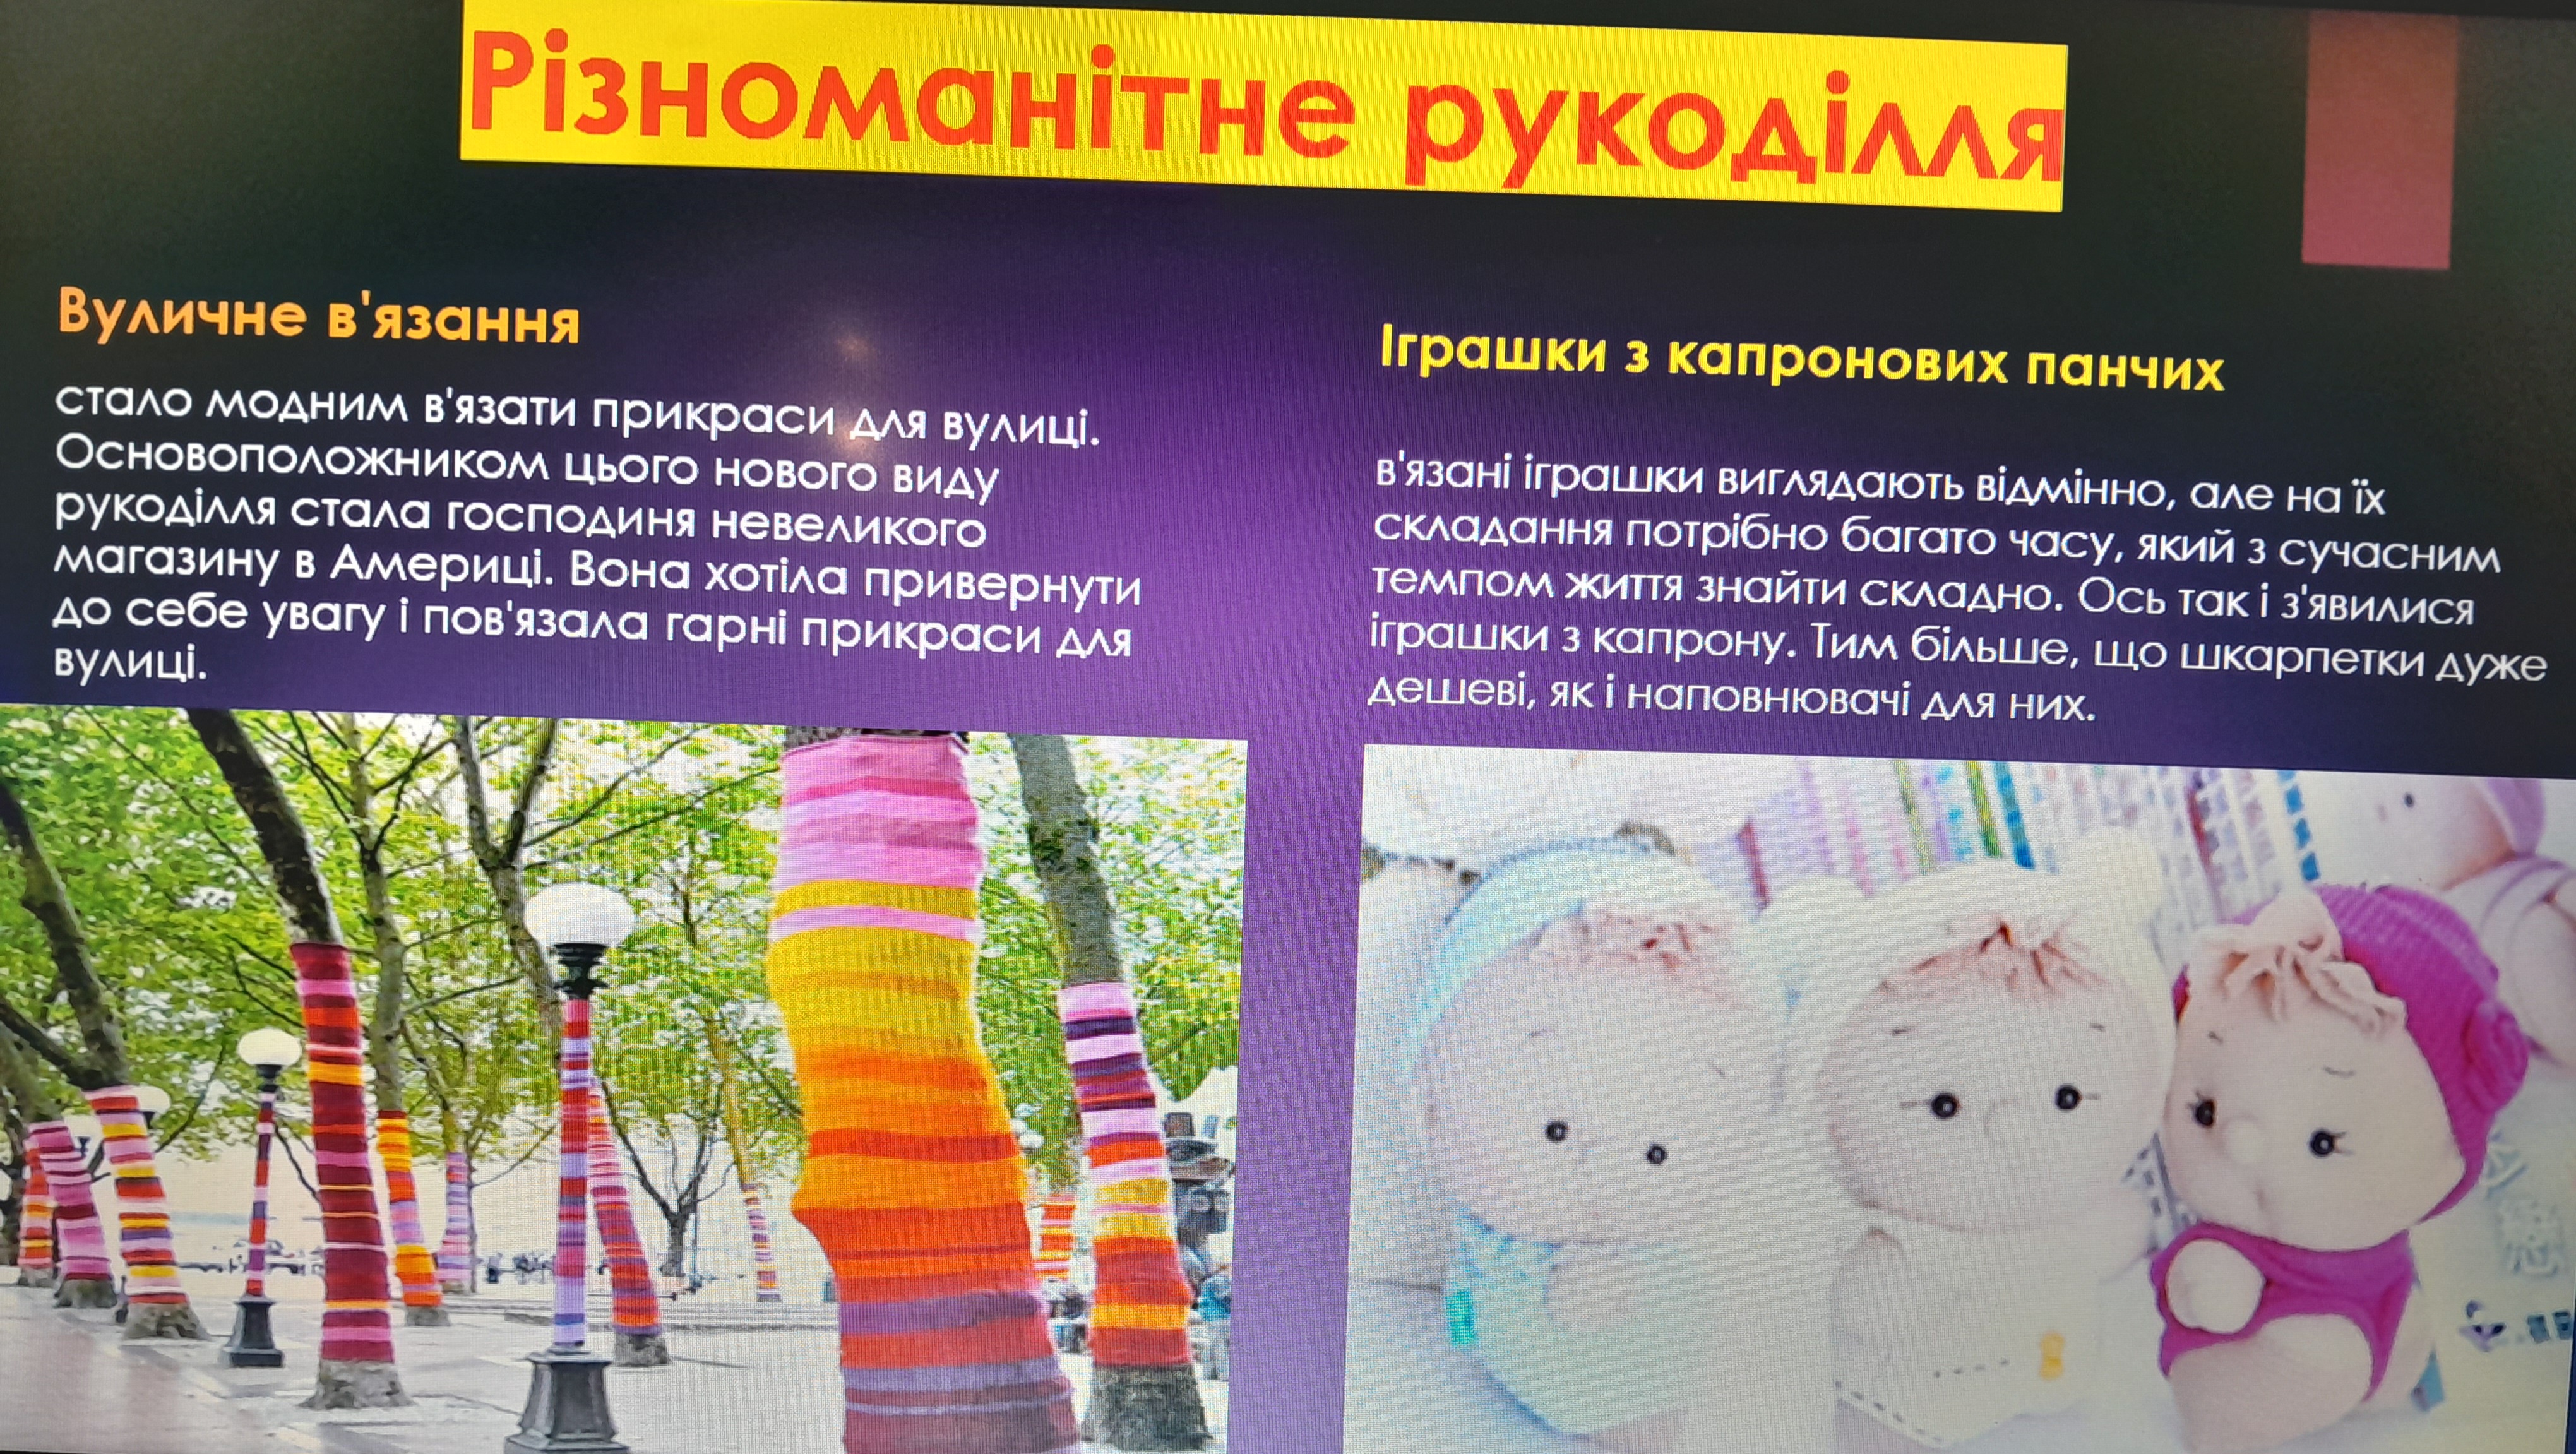 Різноманітне рукоділля
Вуличне в'язання
стало модним в'язати прикраси для вулиці.
Основоположником цього нового виду
рукоділля стала господиня невеликого
магазину в Америці. Вона хотіла привернути
до себе увагу і пов'язала гарні прикраси для
вулиці.
Іграшки з капронових панчих
в'язані іграшки виглядають відмінно, але на їх
складання потрібно багато часу, який з сучасним
темпом життя знайти складно. Ось так і з'явилися
іграшки з капрону. Тим більше, що шкарпетки дуже
дешеві, як і наповнювачі для них.